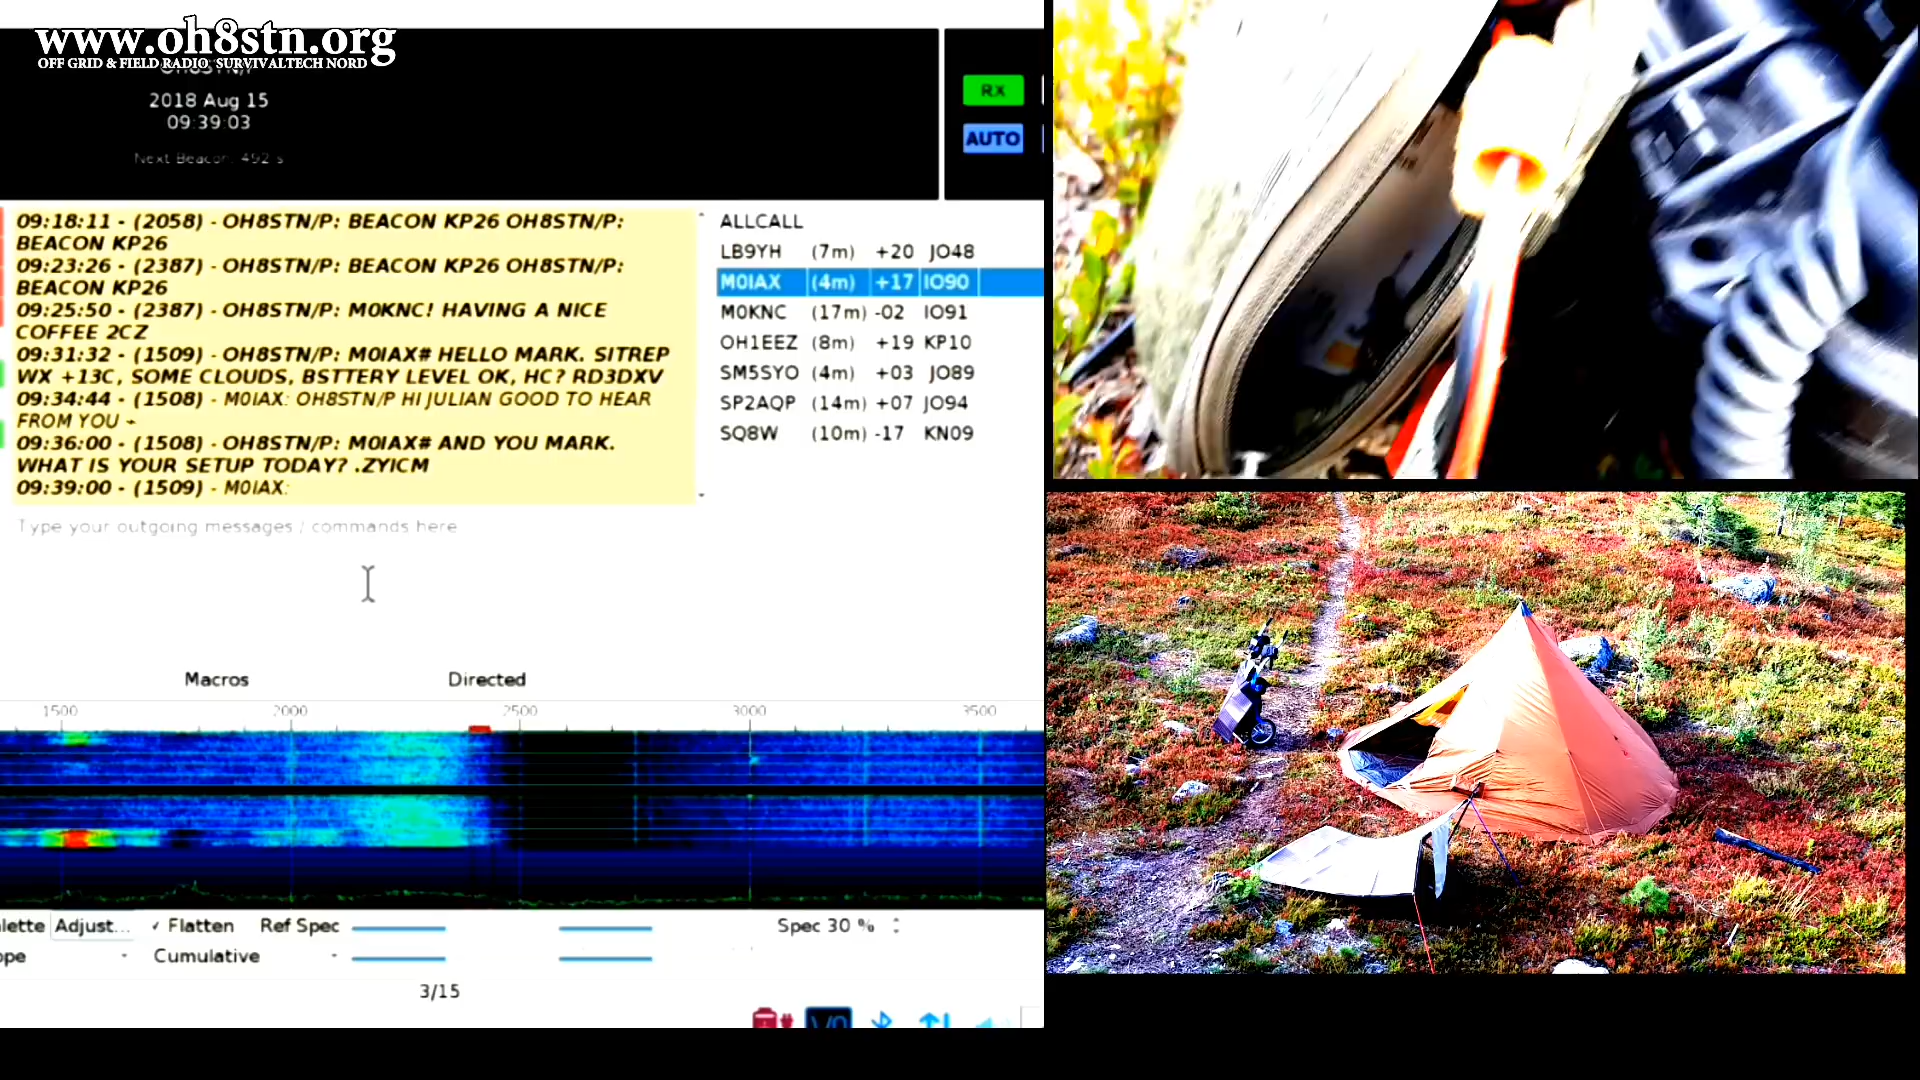 www.oh8stn.org
OFF GRID & FIELD RADIO, SURVIVALTECH NORD
OH8STN/P
2018 Aug 15
09:39:03
Next Beacon: 492 s
RX
AUTO
09:18:11 - (2058) - OH8STN/P: BEACON KP26 OH8STN/P:
BEACON KP26
09:23:26 - (2387) - OH8STN/P: BEACON KP26 OH8STN/P:
BEACON KP26
09:25:50 - (2387) - OH8STN/P: M0KNC! HAVING A NICE
COFFEE 2CZ
09:31:32 - (1509) - OH8STN/P: M0IAX# HELLO MARK. SITREP
WX +13C, SOME CLOUDS, BSTTERY LEVEL OK, HC? RD3DXV
09:34:44 - (1508) - M0IAX: OH8STN/P HI JULIAN GOOD TO HEAR
FROM YOU ~
09:36:00 - (1508) - OH8STN/P: M0IAX# AND YOU MARK.
WHAT IS YOUR SETUP TODAY? .ZYICM
09:39:00 - (1509) - M0IAX:
ALLCALL
LB9YH (7m) +20 JO48
M0IAX (4m) +17 IO90
M0KNC (17m) -02 IO91
OH1EEZ (8m) +19 KP10
SM5SYO (4m) +03 JO89
SP2AQP (14m) +07 JO94
SQ8W (10m) -17 KN09
Type your outgoing messages / commands here
Macros Directed
1500 2000 2500 3000 3500
lette Adjust... ✓ Flatten Ref Spec Spec 30 %
ope Cumulative
3/15